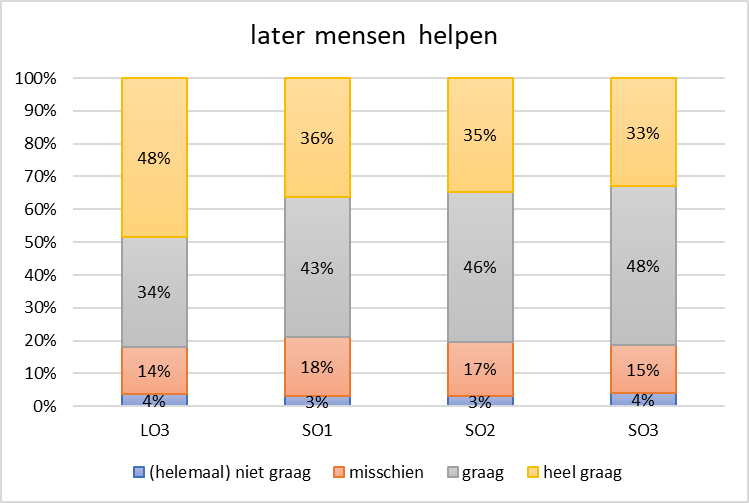 later mensen helpen
100%
90%
80%
70%
60%
50%
40%
30%
20%
10%
0%
48% 36% 35% 33%
34% 43% 46% 48%
14% 18% 17% 15%
4% 3% 3% 4%
LO3 SO1 SO2 SO3
(helemaal) niet graag misschien graag heel graag